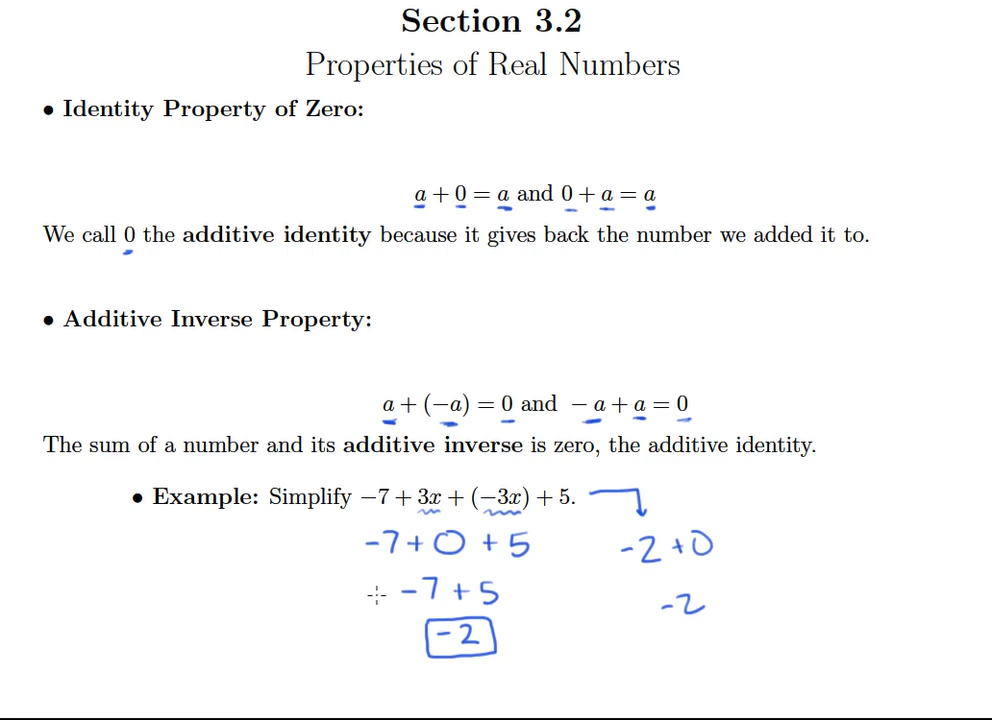 Section 3.2
Properties of Real Numbers
• Identity Property of Zero:
a + 0 = a and 0 + a = a
We call 0 the additive identity because it gives back the number we added it to.
• Additive Inverse Property:
a + (−a) = 0 and − a + a = 0
The sum of a number and its additive inverse is zero, the additive identity.
• Example: Simplify −7 + 3x + (−3x) + 5.
-7 + 0 + 5 -2 + 0
-7 + 5 -2
-2